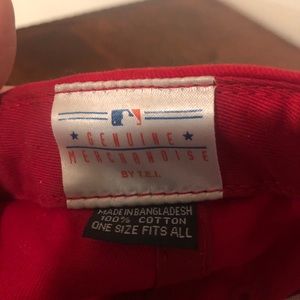 GENUINE
MERCHANDISE
BY T.E.I.
MADE IN BANGLADESH
100% COTTON
ONE SIZE FITS ALL